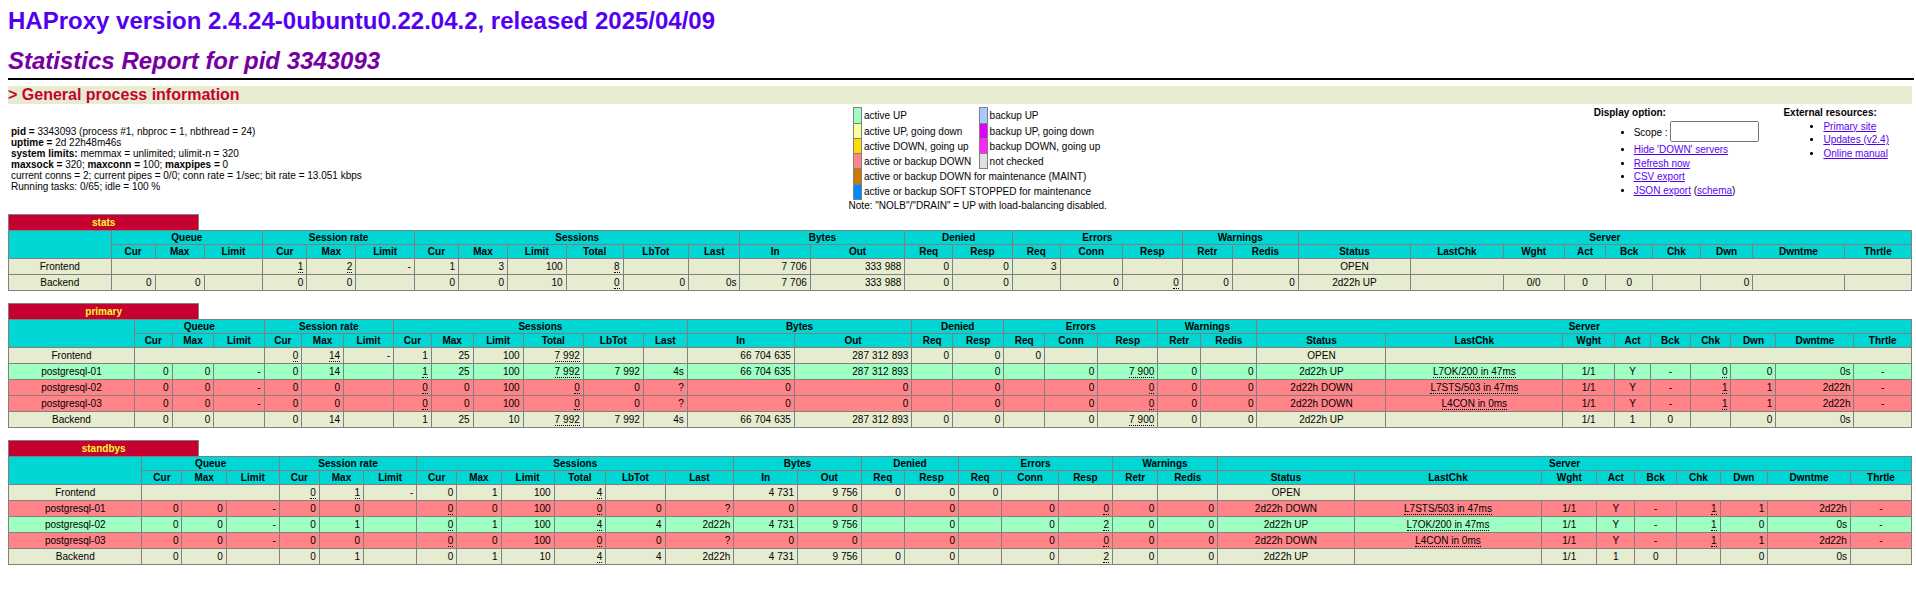 HAProxy version 2.4.24-0ubuntu0.22.04.2, released 2025/04/09
Statistics Report for pid 3343093
> General process information
pid = 3343093 (process #1, nbproc = 1, nbthread = 24)
uptime = 2d 22h48m46s
system limits: memmax = unlimited; ulimit-n = 320
maxsock = 320; maxconn = 100; maxpipes = 0
current conns = 2; current pipes = 0/0; conn rate = 1/sec; bit rate = 13.051 kbps
Running tasks: 0/65; idle = 100 %
active UP backup UP
active UP, going down backup UP, going down
active DOWN, going up backup DOWN, going up
active or backup DOWN not checked
active or backup DOWN for maintenance (MAINT)
active or backup SOFT STOPPED for maintenance
Note: "NOLB"/"DRAIN" = UP with load-balancing disabled.
Display option:
Scope :
Hide 'DOWN' servers
Refresh now
CSV export
JSON export (schema)
External resources:
Primary site
Updates (v2.4)
Online manual
stats
Queue Session rate Sessions Bytes Denied Errors Warnings Server
Cur Max Limit Cur Max Limit Cur Max Limit Total LbTot Last In Out Req Resp Req Conn Resp Retr Redis Status LastChk Wght Act Bck Chk Dwn Dwntme Thrtle
Frontend 1 2 - 1 3 100 8 7 706 333 988 0 0 3 OPEN
Backend 0 0 0 0 0 0 10 0 0 0s 7 706 333 988 0 0 0 0 0 0 2d22h UP 0/0 0 0 0
primary
Queue Session rate Sessions Bytes Denied Errors Warnings Server
Cur Max Limit Cur Max Limit Cur Max Limit Total LbTot Last In Out Req Resp Req Conn Resp Retr Redis Status LastChk Wght Act Bck Chk Dwn Dwntme Thrtle
Frontend 0 14 - 1 25 100 7 992 66 704 635 287 312 893 0 0 0 OPEN
postgresql-01 0 0 - 0 14 1 25 100 7 992 7 992 4s 66 704 635 287 312 893 0 0 7 900 0 0 2d22h UP L7OK/200 in 47ms 1/1 Y - 0 0 0s -
postgresql-02 0 0 - 0 0 0 0 100 0 0 ? 0 0 0 0 0 0 0 2d22h DOWN L7STS/503 in 47ms 1/1 Y - 1 1 2d22h -
postgresql-03 0 0 - 0 0 0 0 100 0 0 ? 0 0 0 0 0 0 0 2d22h DOWN L4CON in 0ms 1/1 Y - 1 1 2d22h -
Backend 0 0 0 14 1 25 10 7 992 7 992 4s 66 704 635 287 312 893 0 0 0 7 900 0 0 2d22h UP 1/1 1 0 0 0s
standbys
Queue Session rate Sessions Bytes Denied Errors Warnings Server
Cur Max Limit Cur Max Limit Cur Max Limit Total LbTot Last In Out Req Resp Req Conn Resp Retr Redis Status LastChk Wght Act Bck Chk Dwn Dwntme Thrtle
Frontend 0 1 - 0 1 100 4 4 731 9 756 0 0 0 OPEN
postgresql-01 0 0 - 0 0 0 0 100 0 0 ? 0 0 0 0 0 0 0 2d22h DOWN L7STS/503 in 47ms 1/1 Y - 1 1 2d22h -
postgresql-02 0 0 - 0 1 0 1 100 4 4 2d22h 4 731 9 756 0 0 2 0 0 2d22h UP L7OK/200 in 47ms 1/1 Y - 1 0 0s -
postgresql-03 0 0 - 0 0 0 0 100 0 0 ? 0 0 0 0 0 0 0 2d22h DOWN L4CON in 0ms 1/1 Y - 1 1 2d22h -
Backend 0 0 0 1 0 1 10 4 4 2d22h 4 731 9 756 0 0 0 2 0 0 2d22h UP 1/1 1 0 0 0s